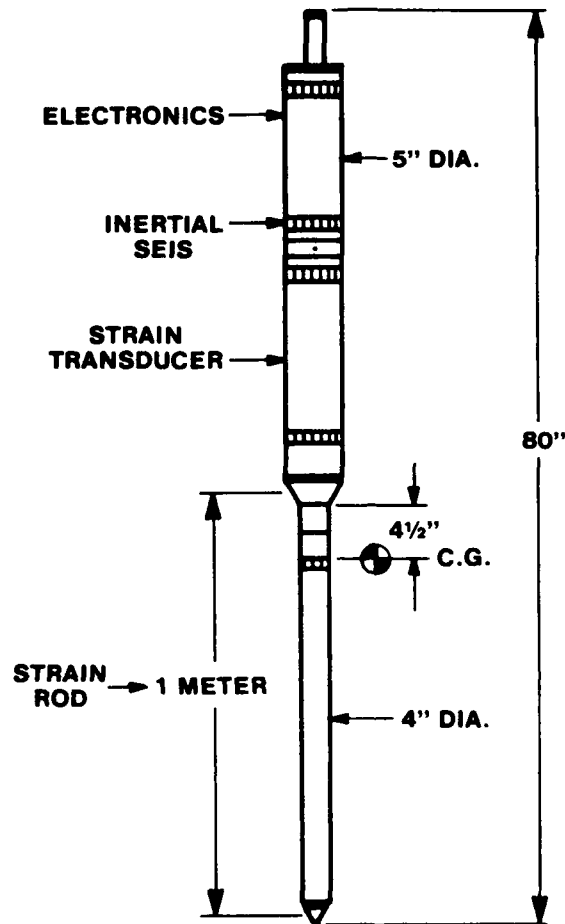 ELECTRONICS
5" DIA.
INERTIAL
SEIS
STRAIN
TRANSDUCER
80"
4½"
C.G.
STRAIN
ROD
1 METER
4" DIA.